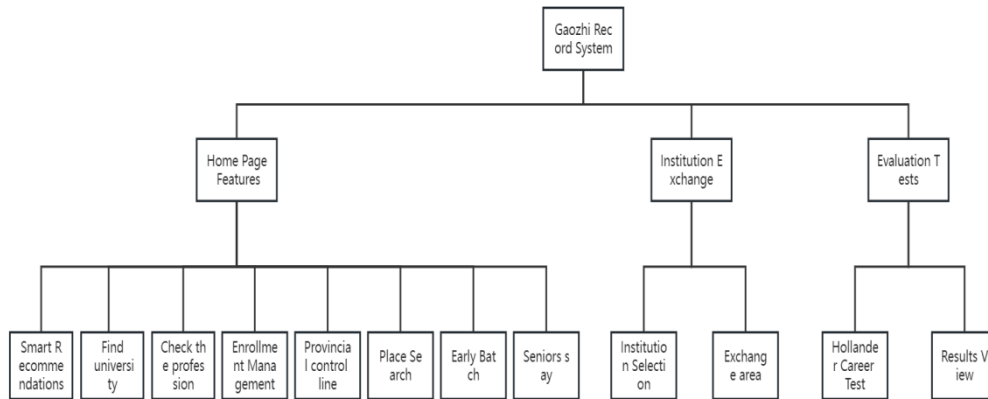 Gaozhi Rec
ord System
Home Page
Features
Institution E
xchange
Evaluation T
ests
Smart R
ecomme
ndations
Find
universi
ty
Check th
e profes
sion
Enrollme
nt Mana
gement
Provincia
l control
line
Place Se
arch
Early Bat
ch
Seniors s
ay
Institutio
n Selecti
on
Exchang
e area
Hollande
r Career
Test
Results V
iew